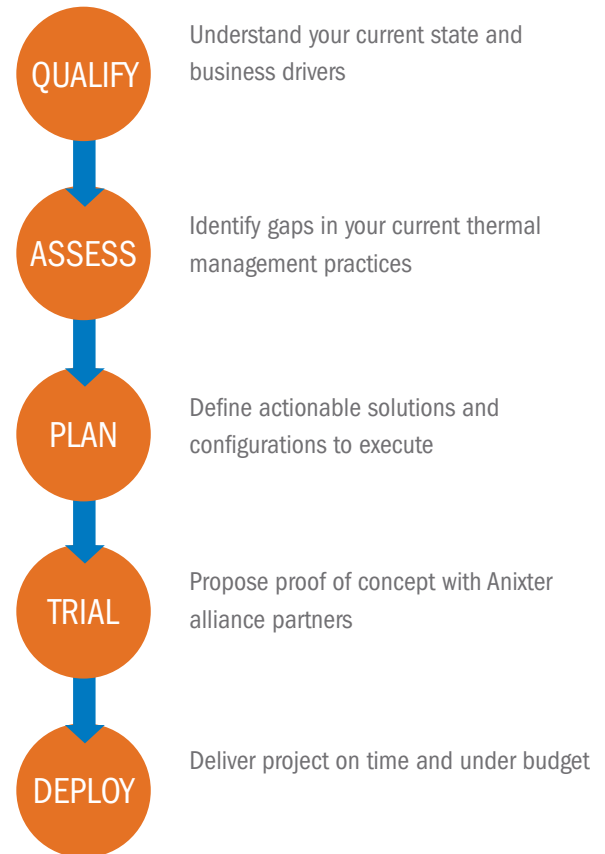 QUALIFY
Understand your current state and
business drivers
ASSESS
Identify gaps in your current thermal
management practices
PLAN
Define actionable solutions and
configurations to execute
TRIAL
Propose proof of concept with Anixter
alliance partners
DEPLOY
Deliver project on time and under budget